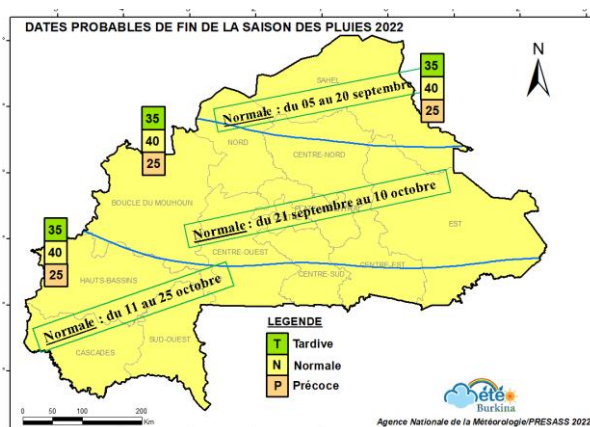 DATES PROBABLES DE FIN DE LA SAISON DES PLUIES 2022
N
35
40
25
SAHEL
Normale : du 05 au 20 septembre
35
40
25
NORD
CENTRE-NORD
BOUCLE DU MOUHOUN
Normale : du 21 septembre au 10 octobre
EST
35
40
25
CENTRE-OUEST
CENTRE-EST
CENTRE-SUD
HAUTS-BASSINS
Normale : du 11 au 25 octobre
SUD-OUEST
CASCADES
LEGENDE
T Tardive
N Normale
P Précoce
météo
Burkina
0 50 100 200
Km
Agence Nationale de la Météorologie/PRESASS 2022